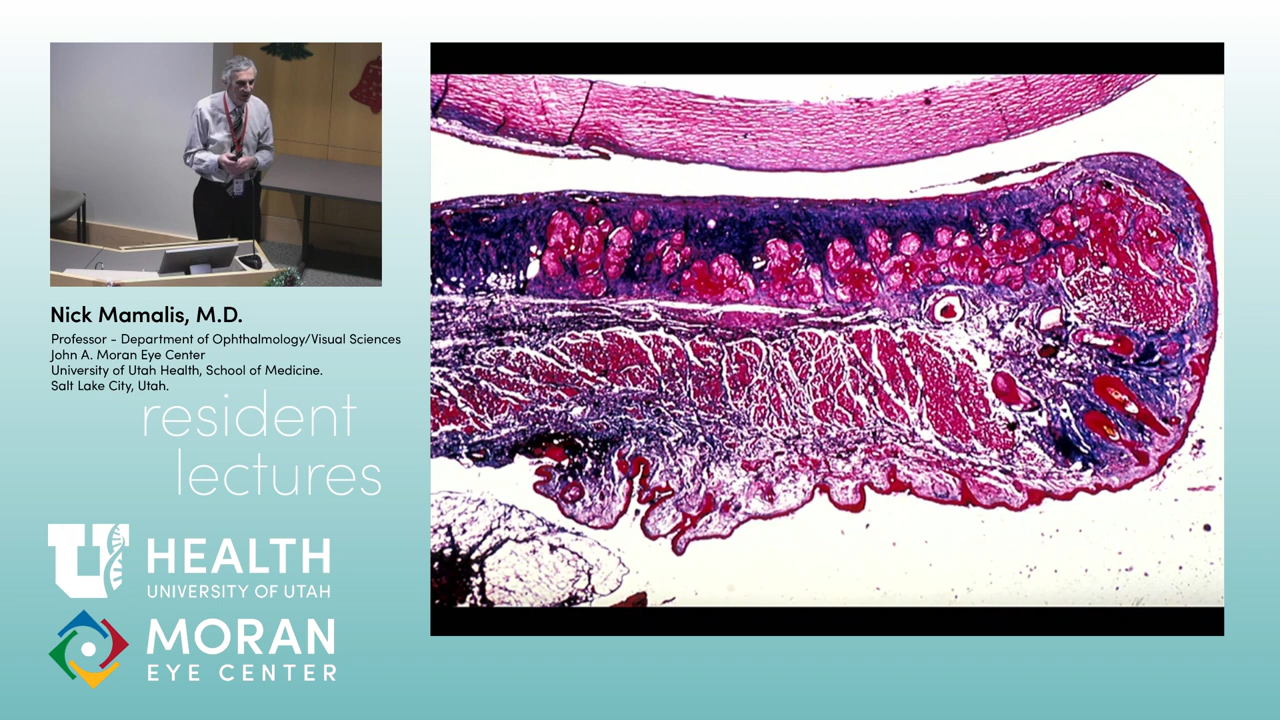 Nick Mamalis, M.D.
Professor - Department of Ophthalmology/Visual Sciences
John A. Moran Eye Center
University of Utah Health, School of Medicine.
Salt Lake City, Utah.
resident
lectures
U HEALTH
UNIVERSITY OF UTAH
MORAN
EYE CENTER